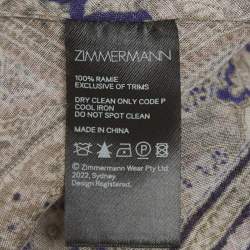 ZIMMERMANN
100% RAMIE
EXCLUSIVE OF TRIMS
DRY CLEAN ONLY CODE P
COOL IRON
DO NOT SPOT CLEAN
MADE IN CHINA
© Zimmermann Wear Pty Ltd
2022, Sydney.
Design Registered.